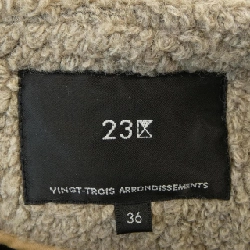 23区
VINGT-TROIS ARRONDISSEMENTS
36